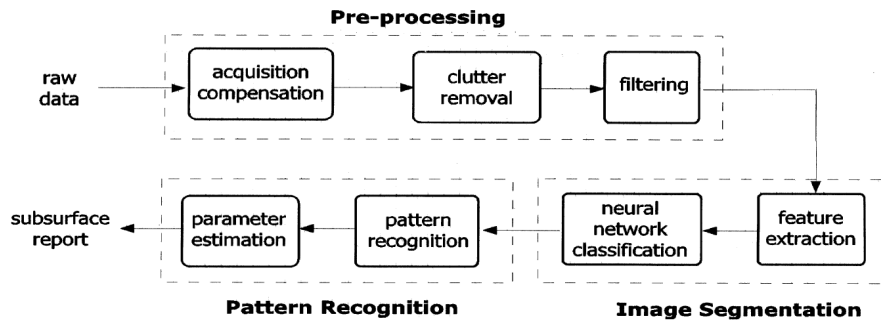 Pre-processing
raw
data
acquisition
compensation
clutter
removal
filtering
subsurface
report
parameter
estimation
pattern
recognition
neural
network
classification
feature
extraction
Pattern Recognition
Image Segmentation